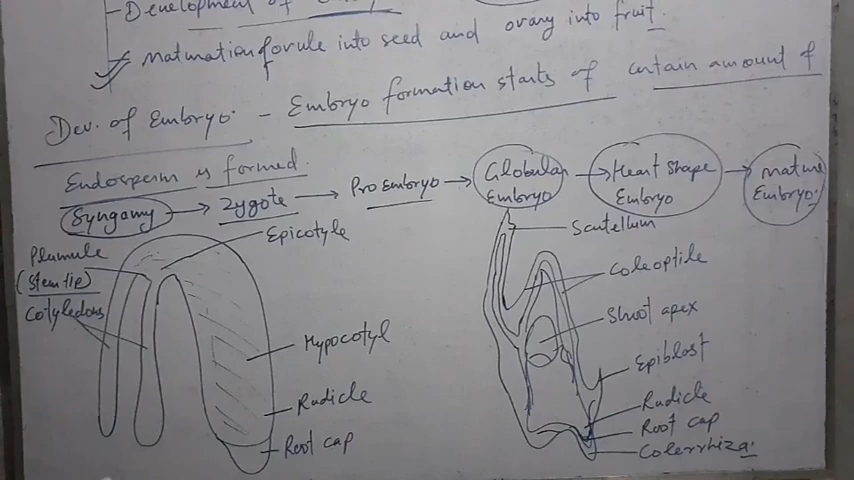 Development of
Maturation of ovule into seed and ovary into fruit.
Dev. of Embryo. - Embryo formation starts of certain amount of
Endosperm is formed.
Syngamy → Zygote → Pro Embryo → Globular Embryo → Heart Shape Embryo → mature Embryo.
Plumule
(Stem tip)
Cotyledons
Epicotyle
Hypocotyl
Radicle
Root cap
Scutellum
Coleoptile
Shoot apex
Epiblast
Radicle
Root cap
Colerrhiza.